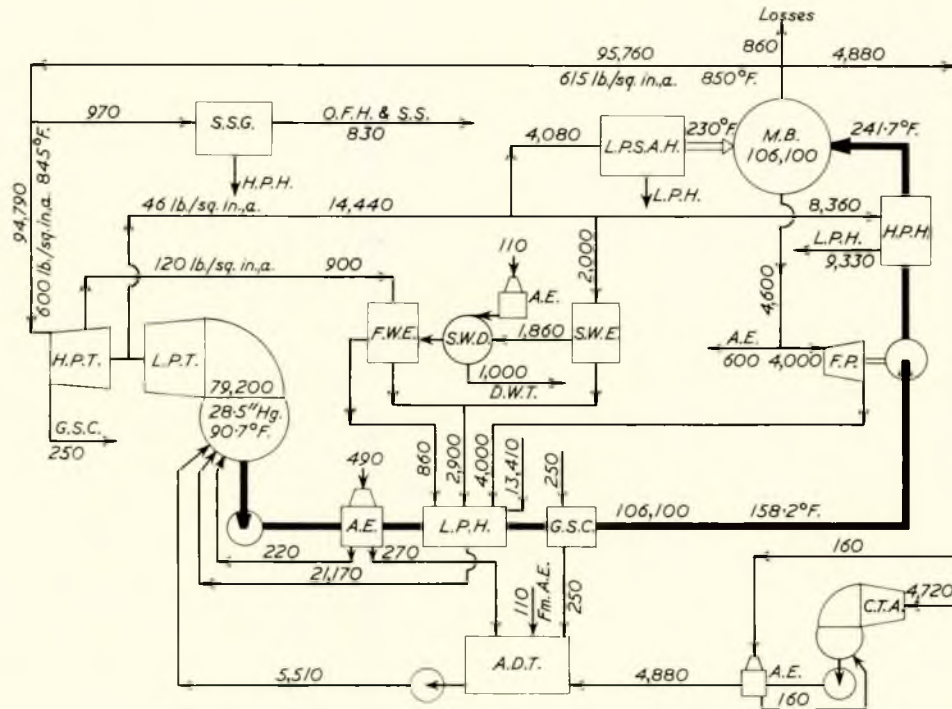 Losses
95,760
860
4,880
615 lb./sq. in., a.
850°F.
970
S.S.G.
O.F.H. & S.S.
830
4,080
L.P.S.A.H.
230°F.
M.B.
106,100
241·7°F.
H.P.H.
L.P.H.
94,790
600 lb./sq. in., a. 845°F.
46 lb./sq. in., a.
14,440
8,360
H.P.H.
L.P.H.
9,330
120 lb./sq. in., a.
900
110
A.E.
2,000
4,600
F.W.E.
S.W.D.
1,860
S.W.E.
1,000
D.W.T.
A.E.
600
4,000
F.P.
H.P.T.
L.P.T.
79,200
28·5" Hg.
90·7°F.
G.S.C.
250
490
860
2,900
4,000
13,410
250
A.E.
L.P.H.
G.S.C.
106,100
158·2°F.
220
270
21,170
110
Fm. A.E.
250
160
4,720
C.T.A.
A.D.T.
5,510
4,880
A.E.
160